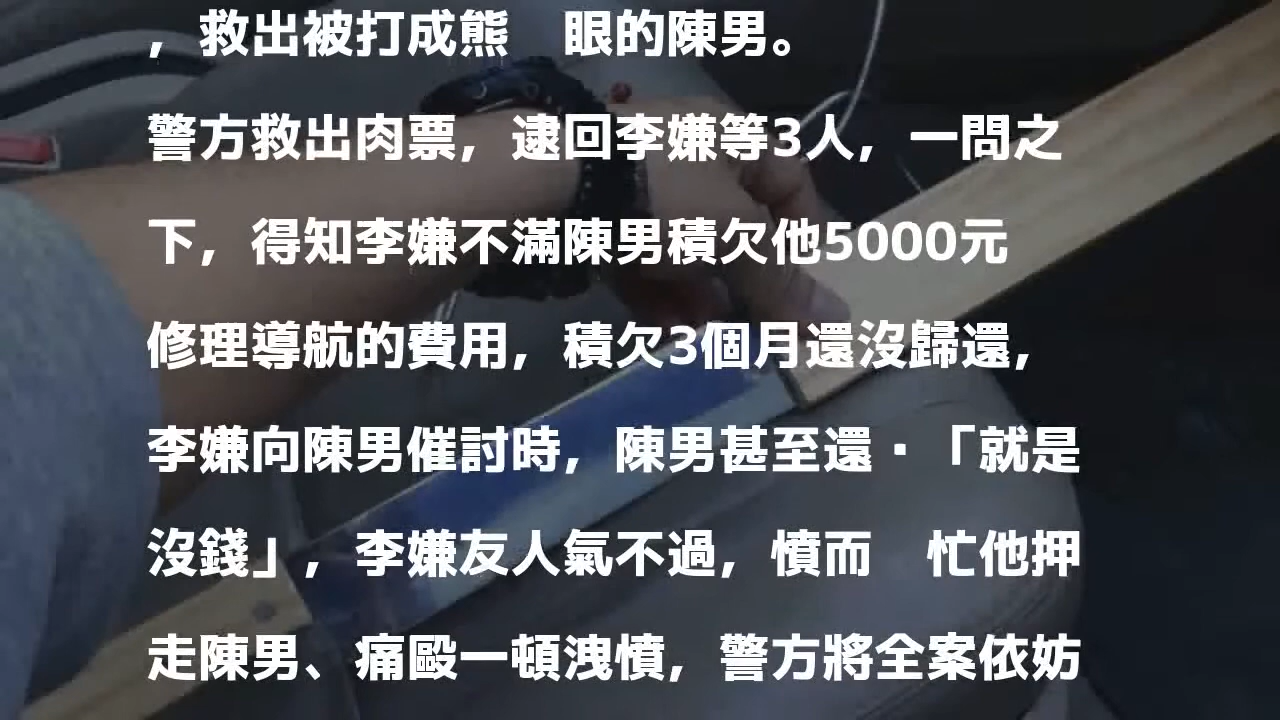 ，救出被打成熊　眼的陳男。
警方救出肉票，逮回李嫌等3人，一問之
下，得知李嫌不滿陳男積欠他5000元
修理導航的費用，積欠3個月還沒歸還，
李嫌向陳男催討時，陳男甚至還·「就是
沒錢」，李嫌友人氣不過，憤而　忙他押
走陳男、痛毆一頓洩憤，警方將全案依妨